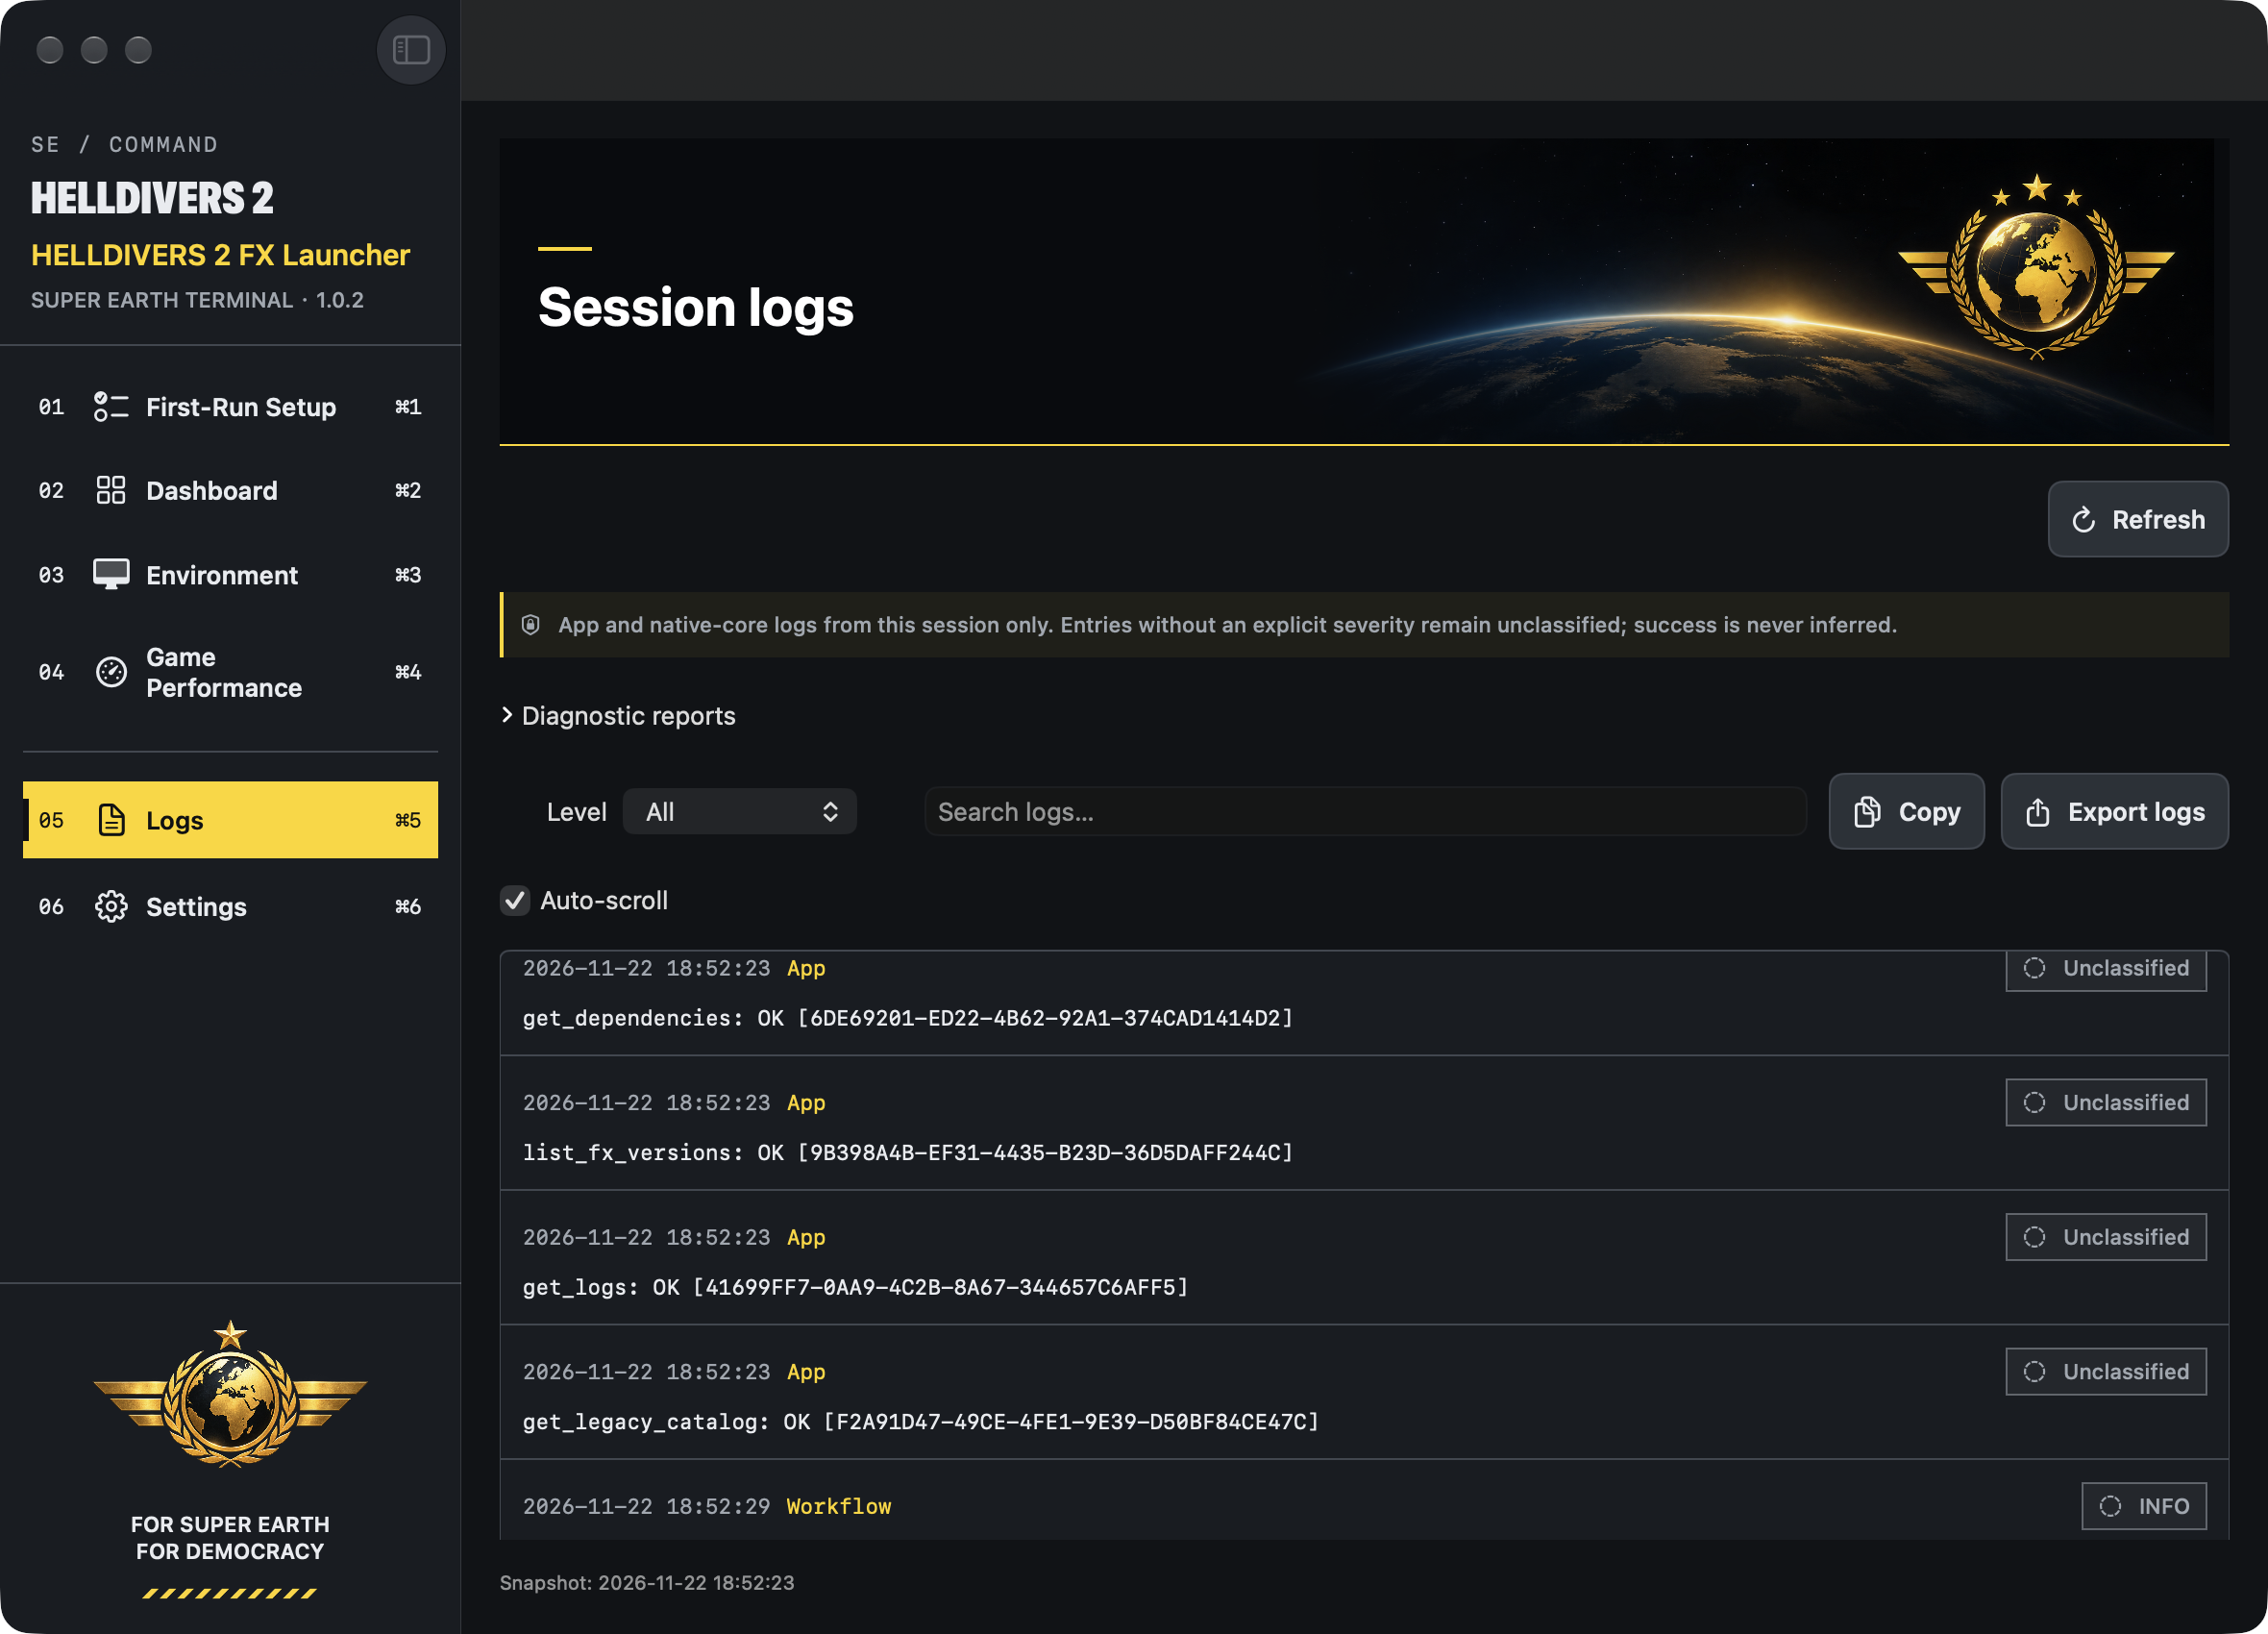 SE / COMMAND
HELLDIVERS 2
HELLDIVERS 2 FX Launcher
SUPER EARTH TERMINAL · 1.0.2
01 First-Run Setup ⌘1
02 Dashboard ⌘2
03 Environment ⌘3
04 Game Performance ⌘4
05 Logs ⌘5
06 Settings ⌘6
FOR SUPER EARTH
FOR DEMOCRACY
Session logs
Refresh
App and native-core logs from this session only. Entries without an explicit severity remain unclassified; success is never inferred.
Diagnostic reports
Level All Search logs... Copy Export logs
Auto-scroll
2026-11-22 18:52:23 App Unclassified
get_dependencies: OK [6DE69201-ED22-4B62-92A1-374CAD1414D2]
2026-11-22 18:52:23 App Unclassified
list_fx_versions: OK [9B398A4B-EF31-4435-B23D-36D5DAFF244C]
2026-11-22 18:52:23 App Unclassified
get_logs: OK [41699FF7-0AA9-4C2B-8A67-344657C6AFF5]
2026-11-22 18:52:23 App Unclassified
get_legacy_catalog: OK [F2A91D47-49CE-4FE1-9E39-D50BF84CE47C]
2026-11-22 18:52:29 Workflow INFO
Snapshot: 2026-11-22 18:52:23